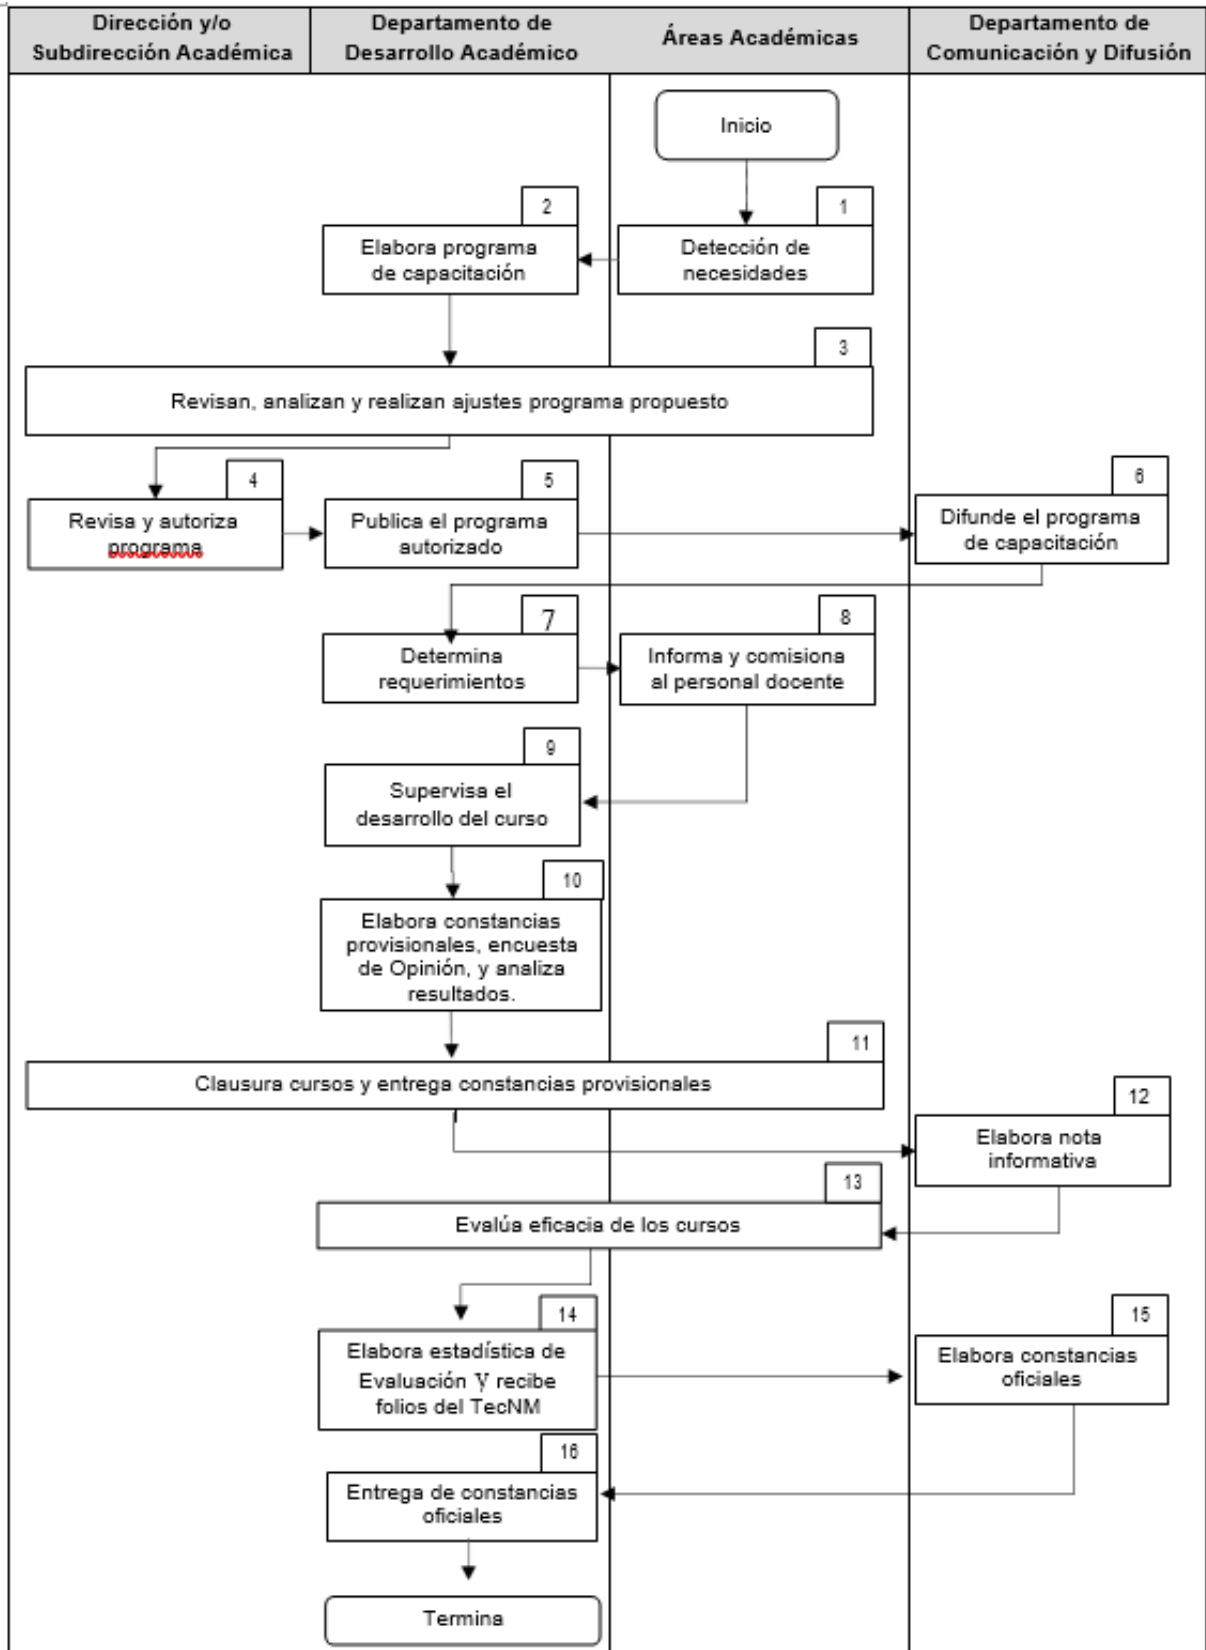 Dirección y/o
Subdirección Académica
Departamento de
Desarrollo Académico
Áreas Académicas
Departamento de
Comunicación y Difusión
Inicio
1
Detección de
necesidades
2
Elabora programa
de capacitación
3
Revisan, analizan y realizan ajustes programa propuesto
4
Revisa y autoriza
programa
5
Publica el programa
autorizado
6
Difunde el programa
de capacitación
7
Determina
requerimientos
8
Informa y comisiona
al personal docente
9
Supervisa el
desarrollo del curso
10
Elabora constancias
provisionales, encuesta
de Opinión, y analiza
resultados.
11
Clausura cursos y entrega constancias provisionales
12
Elabora nota
informativa
13
Evalúa eficacia de los cursos
14
Elabora estadística de
Evaluación y recibe
folios del TecNM
15
Elabora constancias
oficiales
16
Entrega de constancias
oficiales
Termina